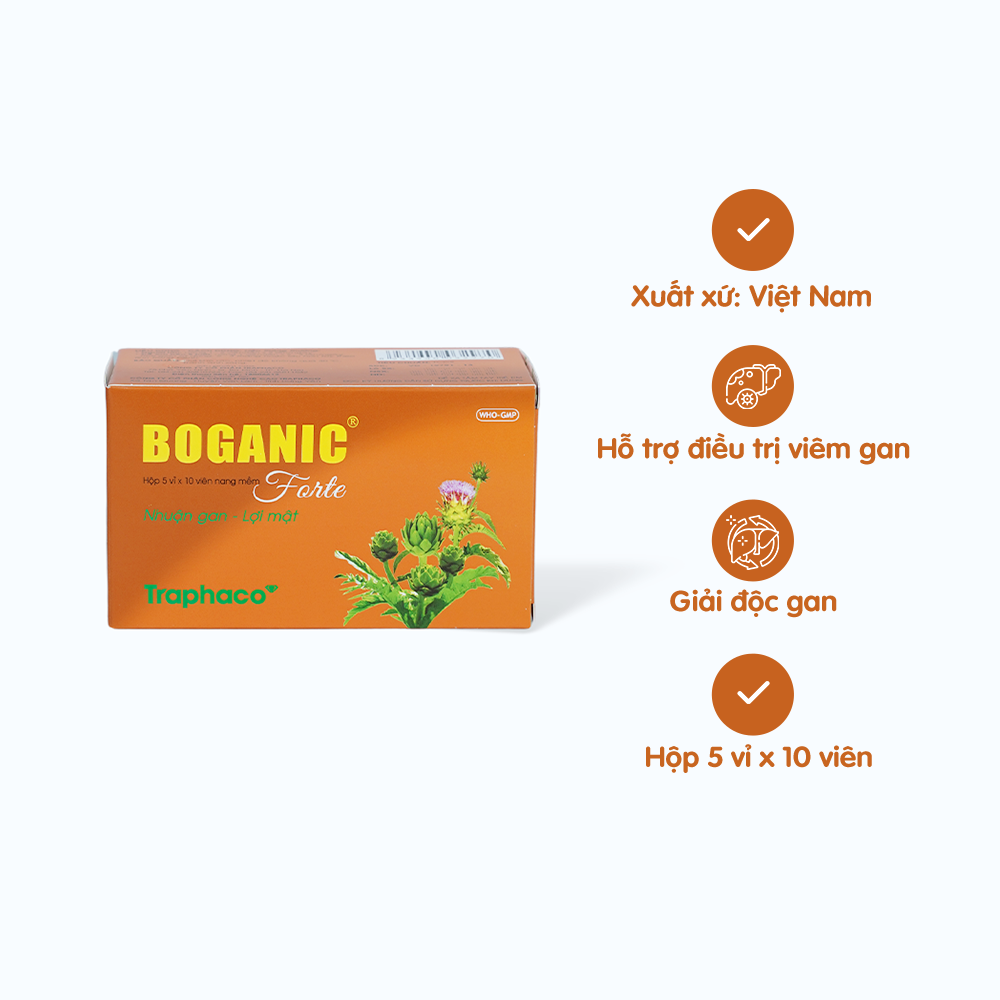 WHO-GMP
BOGANIC®
Hộp 5 vỉ x 10 viên nang mềm
Forte
Nhuận gan - Lợi mật
Traphaco
Xuất xứ: Việt Nam
Hỗ trợ điều trị viêm gan
Giải độc gan
Hộp 5 vỉ x 10 viên